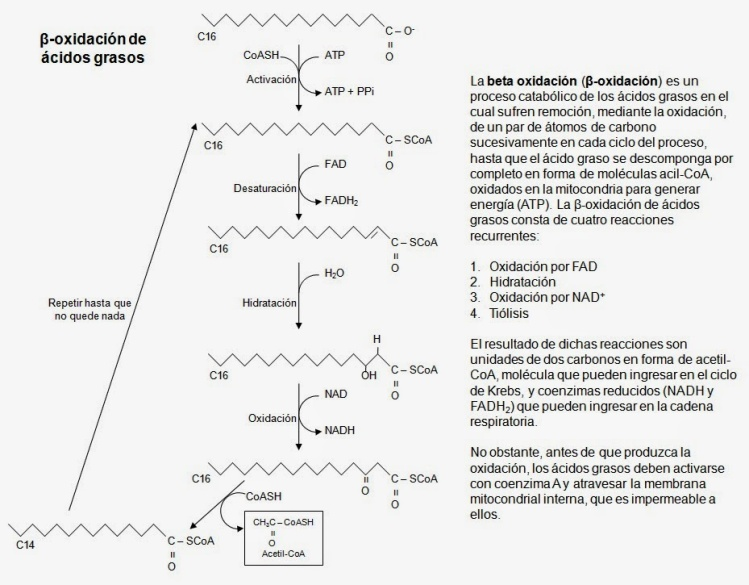 β-oxidación de
ácidos grasos
C16
C – O⁻
O
CoASH
ATP
Activación
ATP + PPi
C16
C – SCoA
O
FAD
Desaturación
FADH₂
C16
C – SCoA
O
H₂O
Hidratación
H
C16
OH
C – SCoA
O
NAD
Oxidación
NADH
C16
O
C – SCoA
O
CoASH
CH₃C – CoASH
O
Acetil-CoA
C14
C – SCoA
O
Repetir hasta que
no quede nada
La beta oxidación (β-oxidación) es un
proceso catabólico de los ácidos grasos en el
cual sufren remoción, mediante la oxidación,
de un par de átomos de carbono
sucesivamente en cada ciclo del proceso,
hasta que el ácido graso se descomponga por
completo en forma de moléculas acil-CoA,
oxidados en la mitocondria para generar
energía (ATP). La β-oxidación de ácidos
grasos consta de cuatro reacciones
recurrentes:
1. Oxidación por FAD
2. Hidratación
3. Oxidación por NAD⁺
4. Tiólisis
El resultado de dichas reacciones son
unidades de dos carbonos en forma de acetil-
CoA, molécula que pueden ingresar en el ciclo
de Krebs, y coenzimas reducidos (NADH y
FADH₂) que pueden ingresar en la cadena
respiratoria.
No obstante, antes de que produzca la
oxidación, los ácidos grasos deben activarse
con coenzima A y atravesar la membrana
mitocondrial interna, que es impermeable a
ellos.